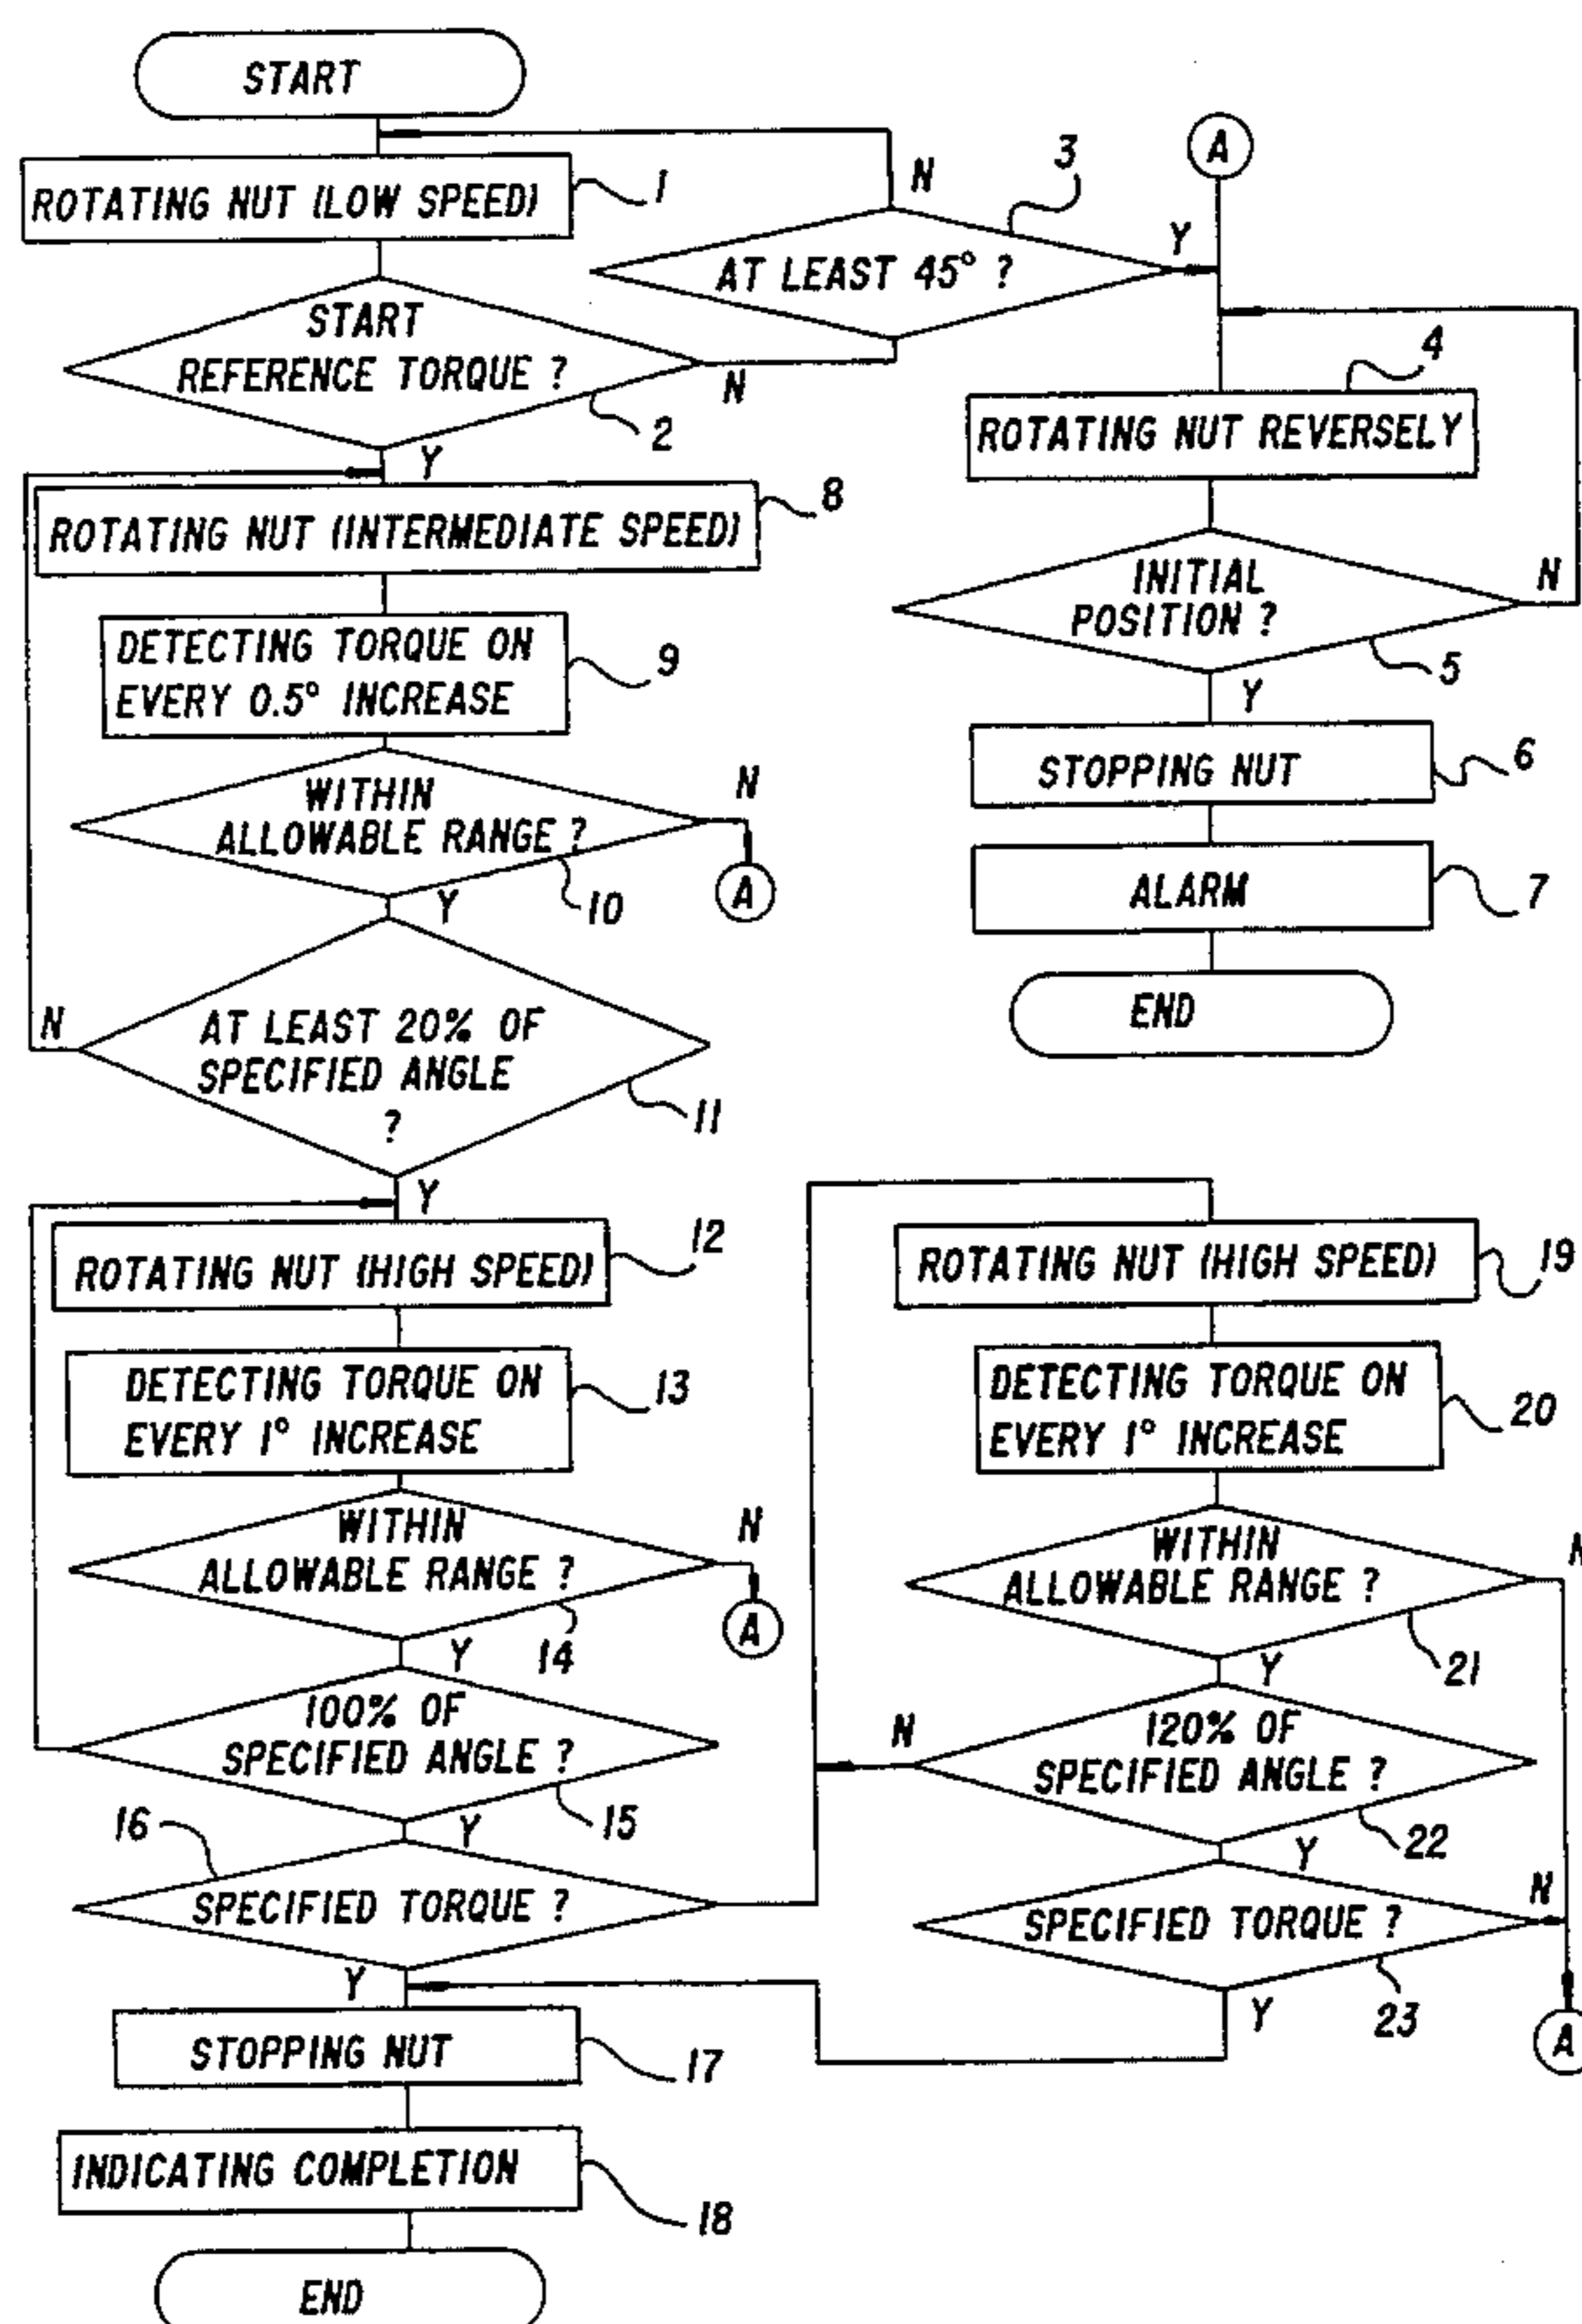 START
ROTATING NUT (LOW SPEED)
1
START
REFERENCE TORQUE ?
2
N
Y
AT LEAST 45° ?
3
N
Y
A
ROTATING NUT REVERSELY
4
INITIAL
POSITION ?
5
N
Y
STOPPING NUT
6
ALARM
7
END
ROTATING NUT (INTERMEDIATE SPEED)
8
DETECTING TORQUE ON
EVERY 0.5° INCREASE
9
WITHIN
ALLOWABLE RANGE ?
10
N
A
Y
AT LEAST 20% OF
SPECIFIED ANGLE
?
11
N
Y
ROTATING NUT (HIGH SPEED)
12
DETECTING TORQUE ON
EVERY 1° INCREASE
13
WITHIN
ALLOWABLE RANGE ?
14
N
A
Y
100% OF
SPECIFIED ANGLE ?
15
Y
16
SPECIFIED TORQUE ?
Y
STOPPING NUT
17
INDICATING COMPLETION
18
END
ROTATING NUT (HIGH SPEED)
19
DETECTING TORQUE ON
EVERY 1° INCREASE
20
WITHIN
ALLOWABLE RANGE ?
21
N
Y
120% OF
SPECIFIED ANGLE ?
22
N
Y
SPECIFIED TORQUE ?
23
N
Y
A